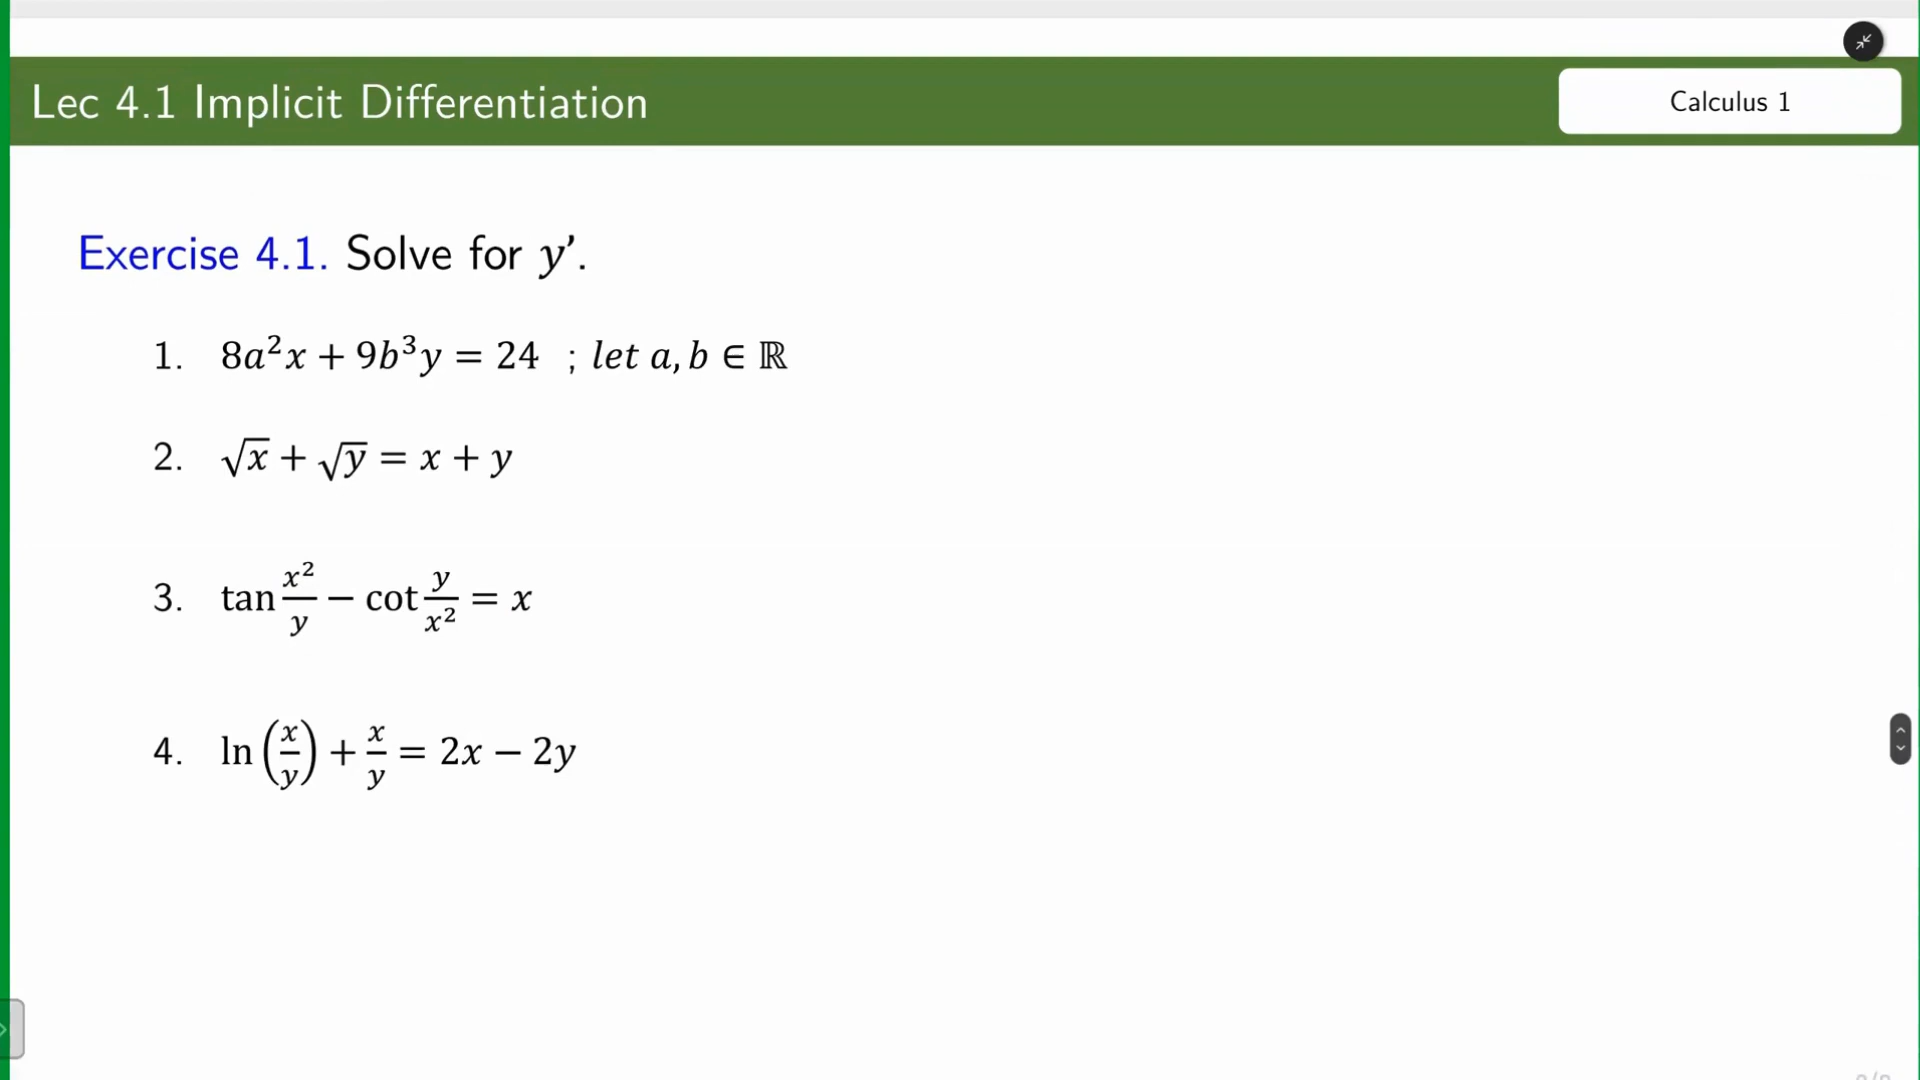 Lec 4.1 Implicit Differentiation
Calculus 1
Exercise 4.1. Solve for y’.
1. 8a²x + 9b³y = 24 ; let a, b ∈ ℝ
2. √x + √y = x + y
3. tan x²/y − cot y/x² = x
4. ln (x/y) + x/y = 2x − 2y